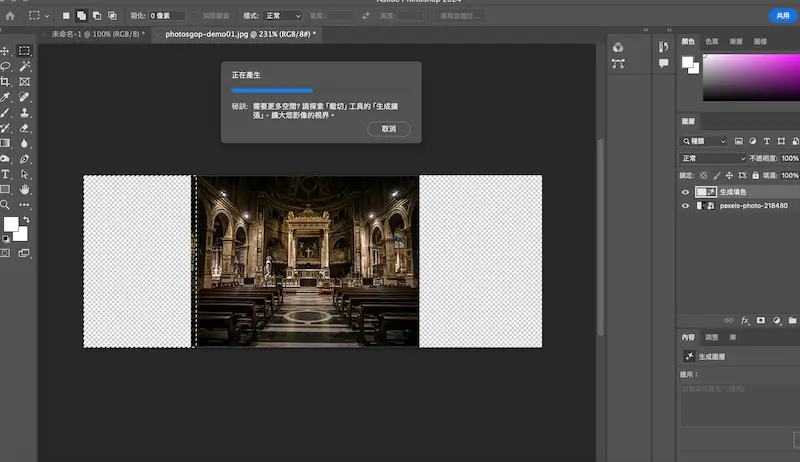 Adobe Photoshop 2024
羽化: 0 像素
消除鋸齒
樣式: 正常
寬度:
高度:
選取並遮住...
共用
未命名-1 @ 100% (RGB/8) *
photosgop-demo01.jpg @ 231% (RGB/8#) *
正在產生
秘訣: 需要更多空間? 請探索「裁切」工具的「生成擴
張」，擴大您影像的視界。
取消
顏色 色票 漸層 圖樣
圖層
種類
正常 不透明度: 100%
鎖定: 填滿: 100%
生成填色
pexels-photo-218480
fx
內容 調整 庫
生成圖層
提示：